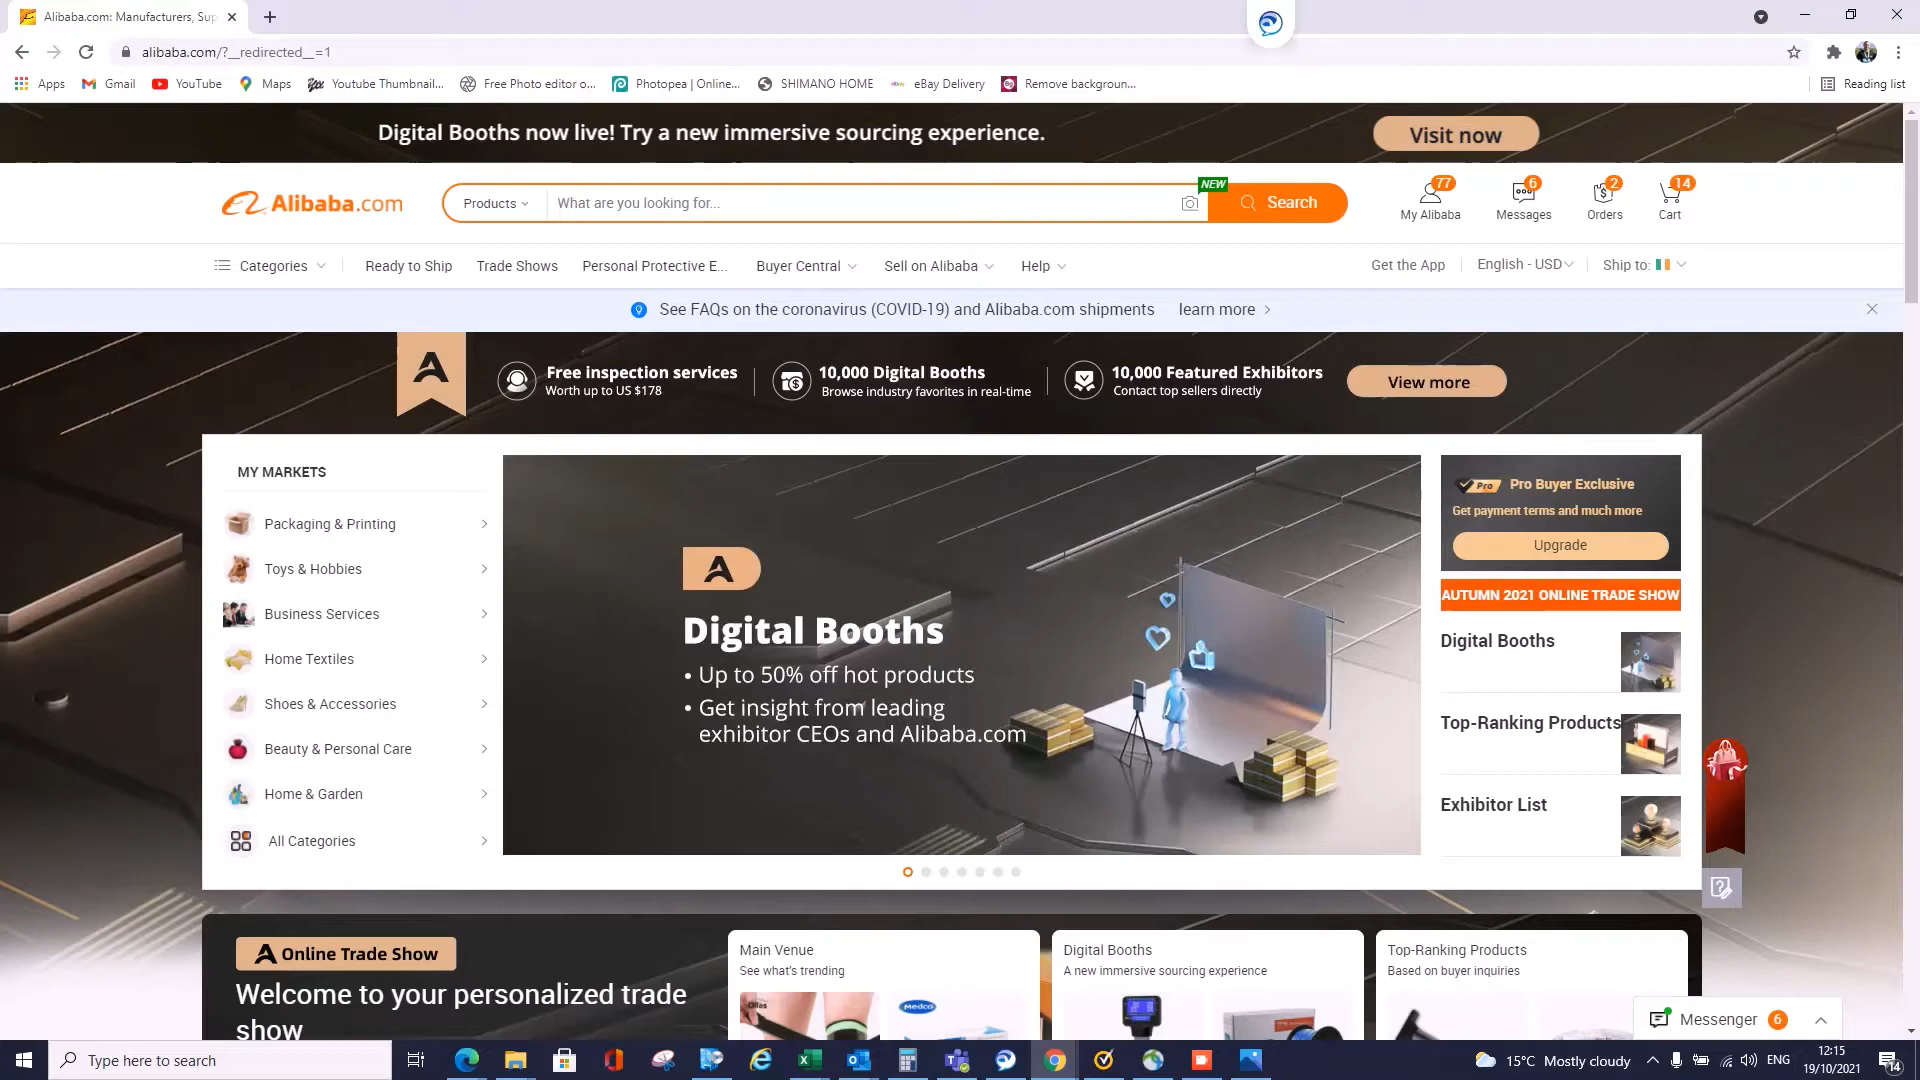 Alibaba.com: Manufacturers, Sup
alibaba.com/?__redirected__=1
Apps
Gmail
YouTube
Maps
Youtube Thumbnail...
Free Photo editor o...
Photopea | Online...
SHIMANO HOME
eBay Delivery
Remove backgroun...
Reading list
Digital Booths now live! Try a new immersive sourcing experience.
Visit now
Alibaba.com
Products
What are you looking for...
NEW
Search
77
My Alibaba
6
Messages
2
Orders
14
Cart
Categories
Ready to Ship
Trade Shows
Personal Protective E...
Buyer Central
Sell on Alibaba
Help
Get the App
English - USD
Ship to:
See FAQs on the coronavirus (COVID-19) and Alibaba.com shipments
learn more
Free inspection services
Worth up to US $178
10,000 Digital Booths
Browse industry favorites in real-time
10,000 Featured Exhibitors
Contact top sellers directly
View more
MY MARKETS
Packaging & Printing
Toys & Hobbies
Business Services
Home Textiles
Shoes & Accessories
Beauty & Personal Care
Home & Garden
All Categories
Digital Booths
• Up to 50% off hot products
• Get insight from leading
exhibitor CEOs and Alibaba.com
Pro
Pro Buyer Exclusive
Get payment terms and much more
Upgrade
AUTUMN 2021 ONLINE TRADE SHOW
Digital Booths
Top-Ranking Products
Exhibitor List
Online Trade Show
Welcome to your personalized trade
show
Main Venue
See what's trending
Medco
Digital Booths
A new immersive sourcing experience
Top-Ranking Products
Based on buyer inquiries
Messenger
6
Type here to search
15°C Mostly cloudy
ENG
12:15
19/10/2021
14